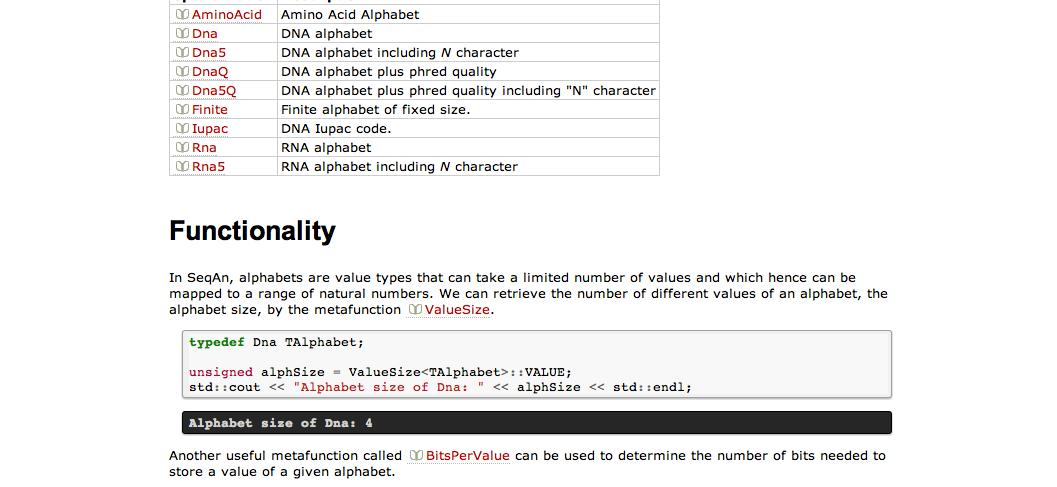 AminoAcid Amino Acid Alphabet
Dna DNA alphabet
Dna5 DNA alphabet including N character
DnaQ DNA alphabet plus phred quality
Dna5Q DNA alphabet plus phred quality including "N" character
Finite Finite alphabet of fixed size.
Iupac DNA Iupac code.
Rna RNA alphabet
Rna5 RNA alphabet including N character
Functionality
In SeqAn, alphabets are value types that can take a limited number of values and which hence can be
mapped to a range of natural numbers. We can retrieve the number of different values of an alphabet, the
alphabet size, by the metafunction ValueSize.
typedef Dna TAlphabet;
unsigned alphSize = ValueSize<TAlphabet>::VALUE;
std::cout << "Alphabet size of Dna: " << alphSize << std::endl;
Alphabet size of Dna: 4
Another useful metafunction called BitsPerValue can be used to determine the number of bits needed to
store a value of a given alphabet.